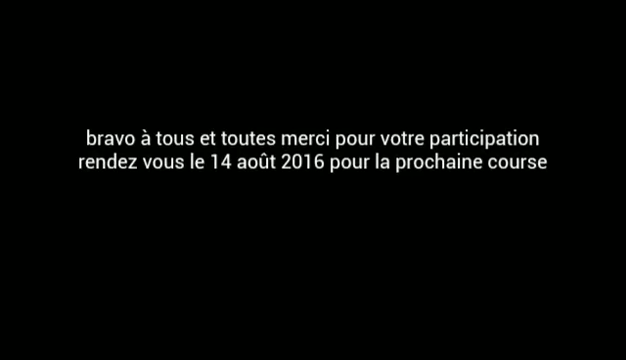 bravo à tous et toutes merci pour votre participation
rendez vous le 14 août 2016 pour la prochaine course